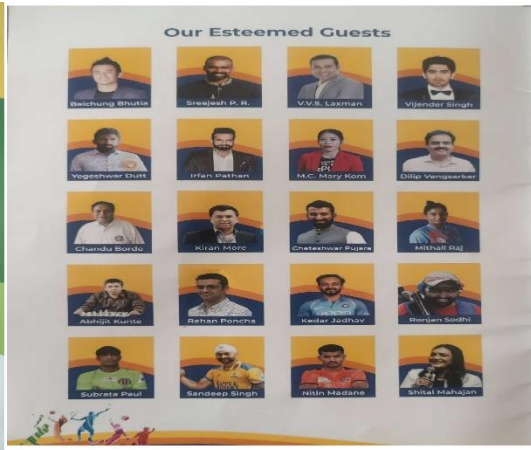 Our Esteemed Guests
Baichung Bhutia Sreejesh P. R. V.V.S. Laxman Vijender Singh
Yogeshwar Dutt Irfan Pathan M.C. Mary Kom Dilip Vengsarker
Chandu Borde Kiran More Cheteshwar Pujara Mithali Raj
Abhijit Kunte Rehan Poncha Kedar Jadhav Ronjan Sodhi
Subrata Paul Sandeep Singh Nitin Madane Shital Mahajan